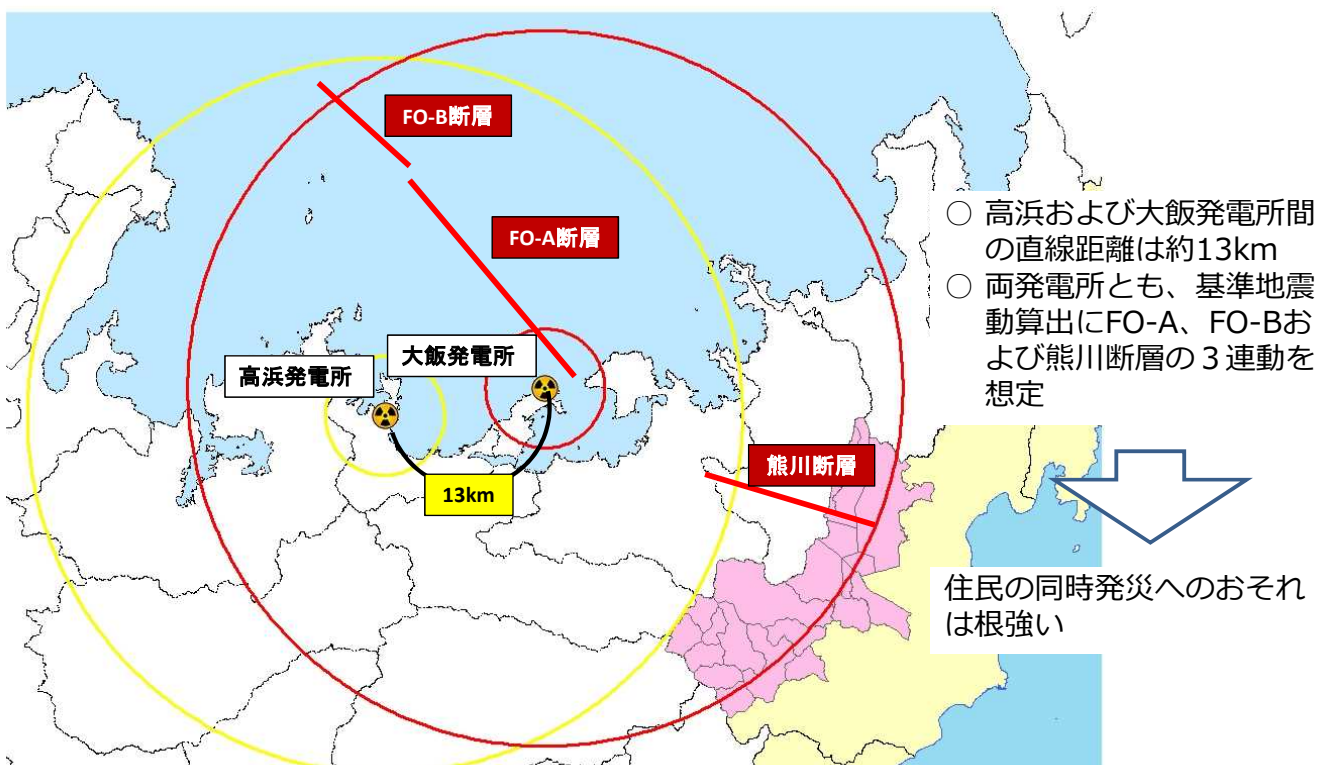 FO-B断層
FO-A断層
大飯発電所
高浜発電所
熊川断層
13km
○ 高浜および大飯発電所間
の直線距離は約13km
○ 両発電所とも、基準地震
動算出にFO-A、FO-Bお
よび熊川断層の３連動を
想定
住民の同時発災へのおそれ
は根強い